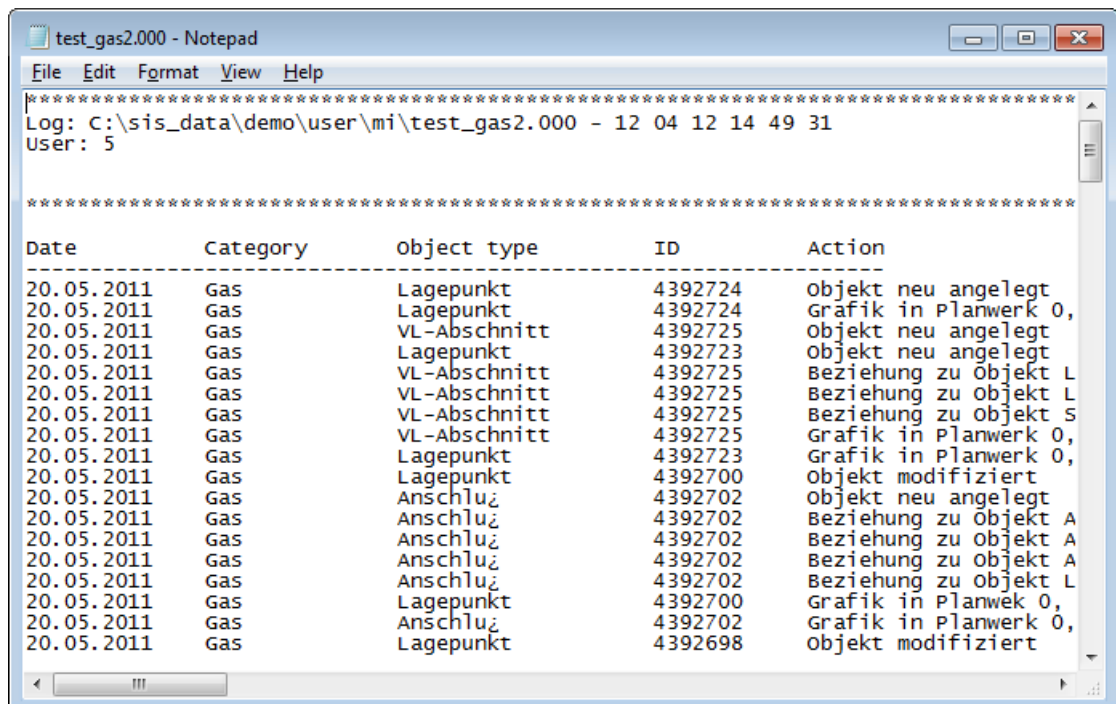 test_gas2.000 - Notepad
File Edit Format View Help
**********************************************************************************
Log: C:\sis_data\demo\user\mi\test_gas2.000 - 12 04 12 14 49 31
User: 5
**********************************************************************************
Date Category Object type ID Action
-------------------------------------------------------------------
20.05.2011 Gas Lagepunkt 4392724 Objekt neu angelegt
20.05.2011 Gas Lagepunkt 4392724 Grafik in Planwerk 0,
20.05.2011 Gas VL-Abschnitt 4392725 Objekt neu angelegt
20.05.2011 Gas Lagepunkt 4392723 Objekt neu angelegt
20.05.2011 Gas VL-Abschnitt 4392725 Beziehung zu Objekt L
20.05.2011 Gas VL-Abschnitt 4392725 Beziehung zu Objekt L
20.05.2011 Gas VL-Abschnitt 4392725 Beziehung zu Objekt S
20.05.2011 Gas VL-Abschnitt 4392725 Grafik in Planwerk 0,
20.05.2011 Gas Lagepunkt 4392723 Grafik in Planwerk 0,
20.05.2011 Gas Lagepunkt 4392700 Objekt modifiziert
20.05.2011 Gas Anschlu¿ 4392702 Objekt neu angelegt
20.05.2011 Gas Anschlu¿ 4392702 Beziehung zu Objekt A
20.05.2011 Gas Anschlu¿ 4392702 Beziehung zu Objekt A
20.05.2011 Gas Anschlu¿ 4392702 Beziehung zu Objekt A
20.05.2011 Gas Anschlu¿ 4392702 Beziehung zu Objekt L
20.05.2011 Gas Lagepunkt 4392700 Grafik in Planwek 0,
20.05.2011 Gas Anschlu¿ 4392702 Grafik in Planwerk 0,
20.05.2011 Gas Lagepunkt 4392698 Objekt modifiziert